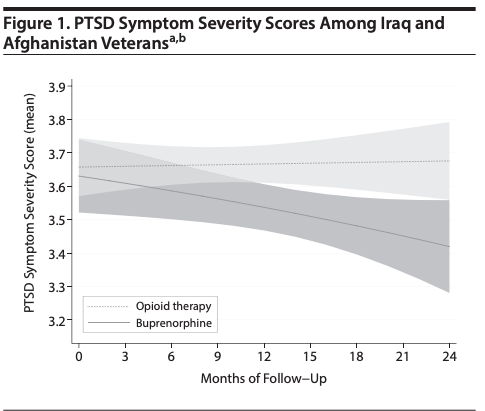 Figure 1. PTSD Symptom Severity Scores Among Iraq and
Afghanistan Veteransa,b
PTSD Symptom Severity Score (mean)
3.9
3.8
3.7
3.6
3.5
3.4
3.3
3.2
Opioid therapy
Buprenorphine
0 3 6 9 12 15 18 21 24
Months of Follow−Up